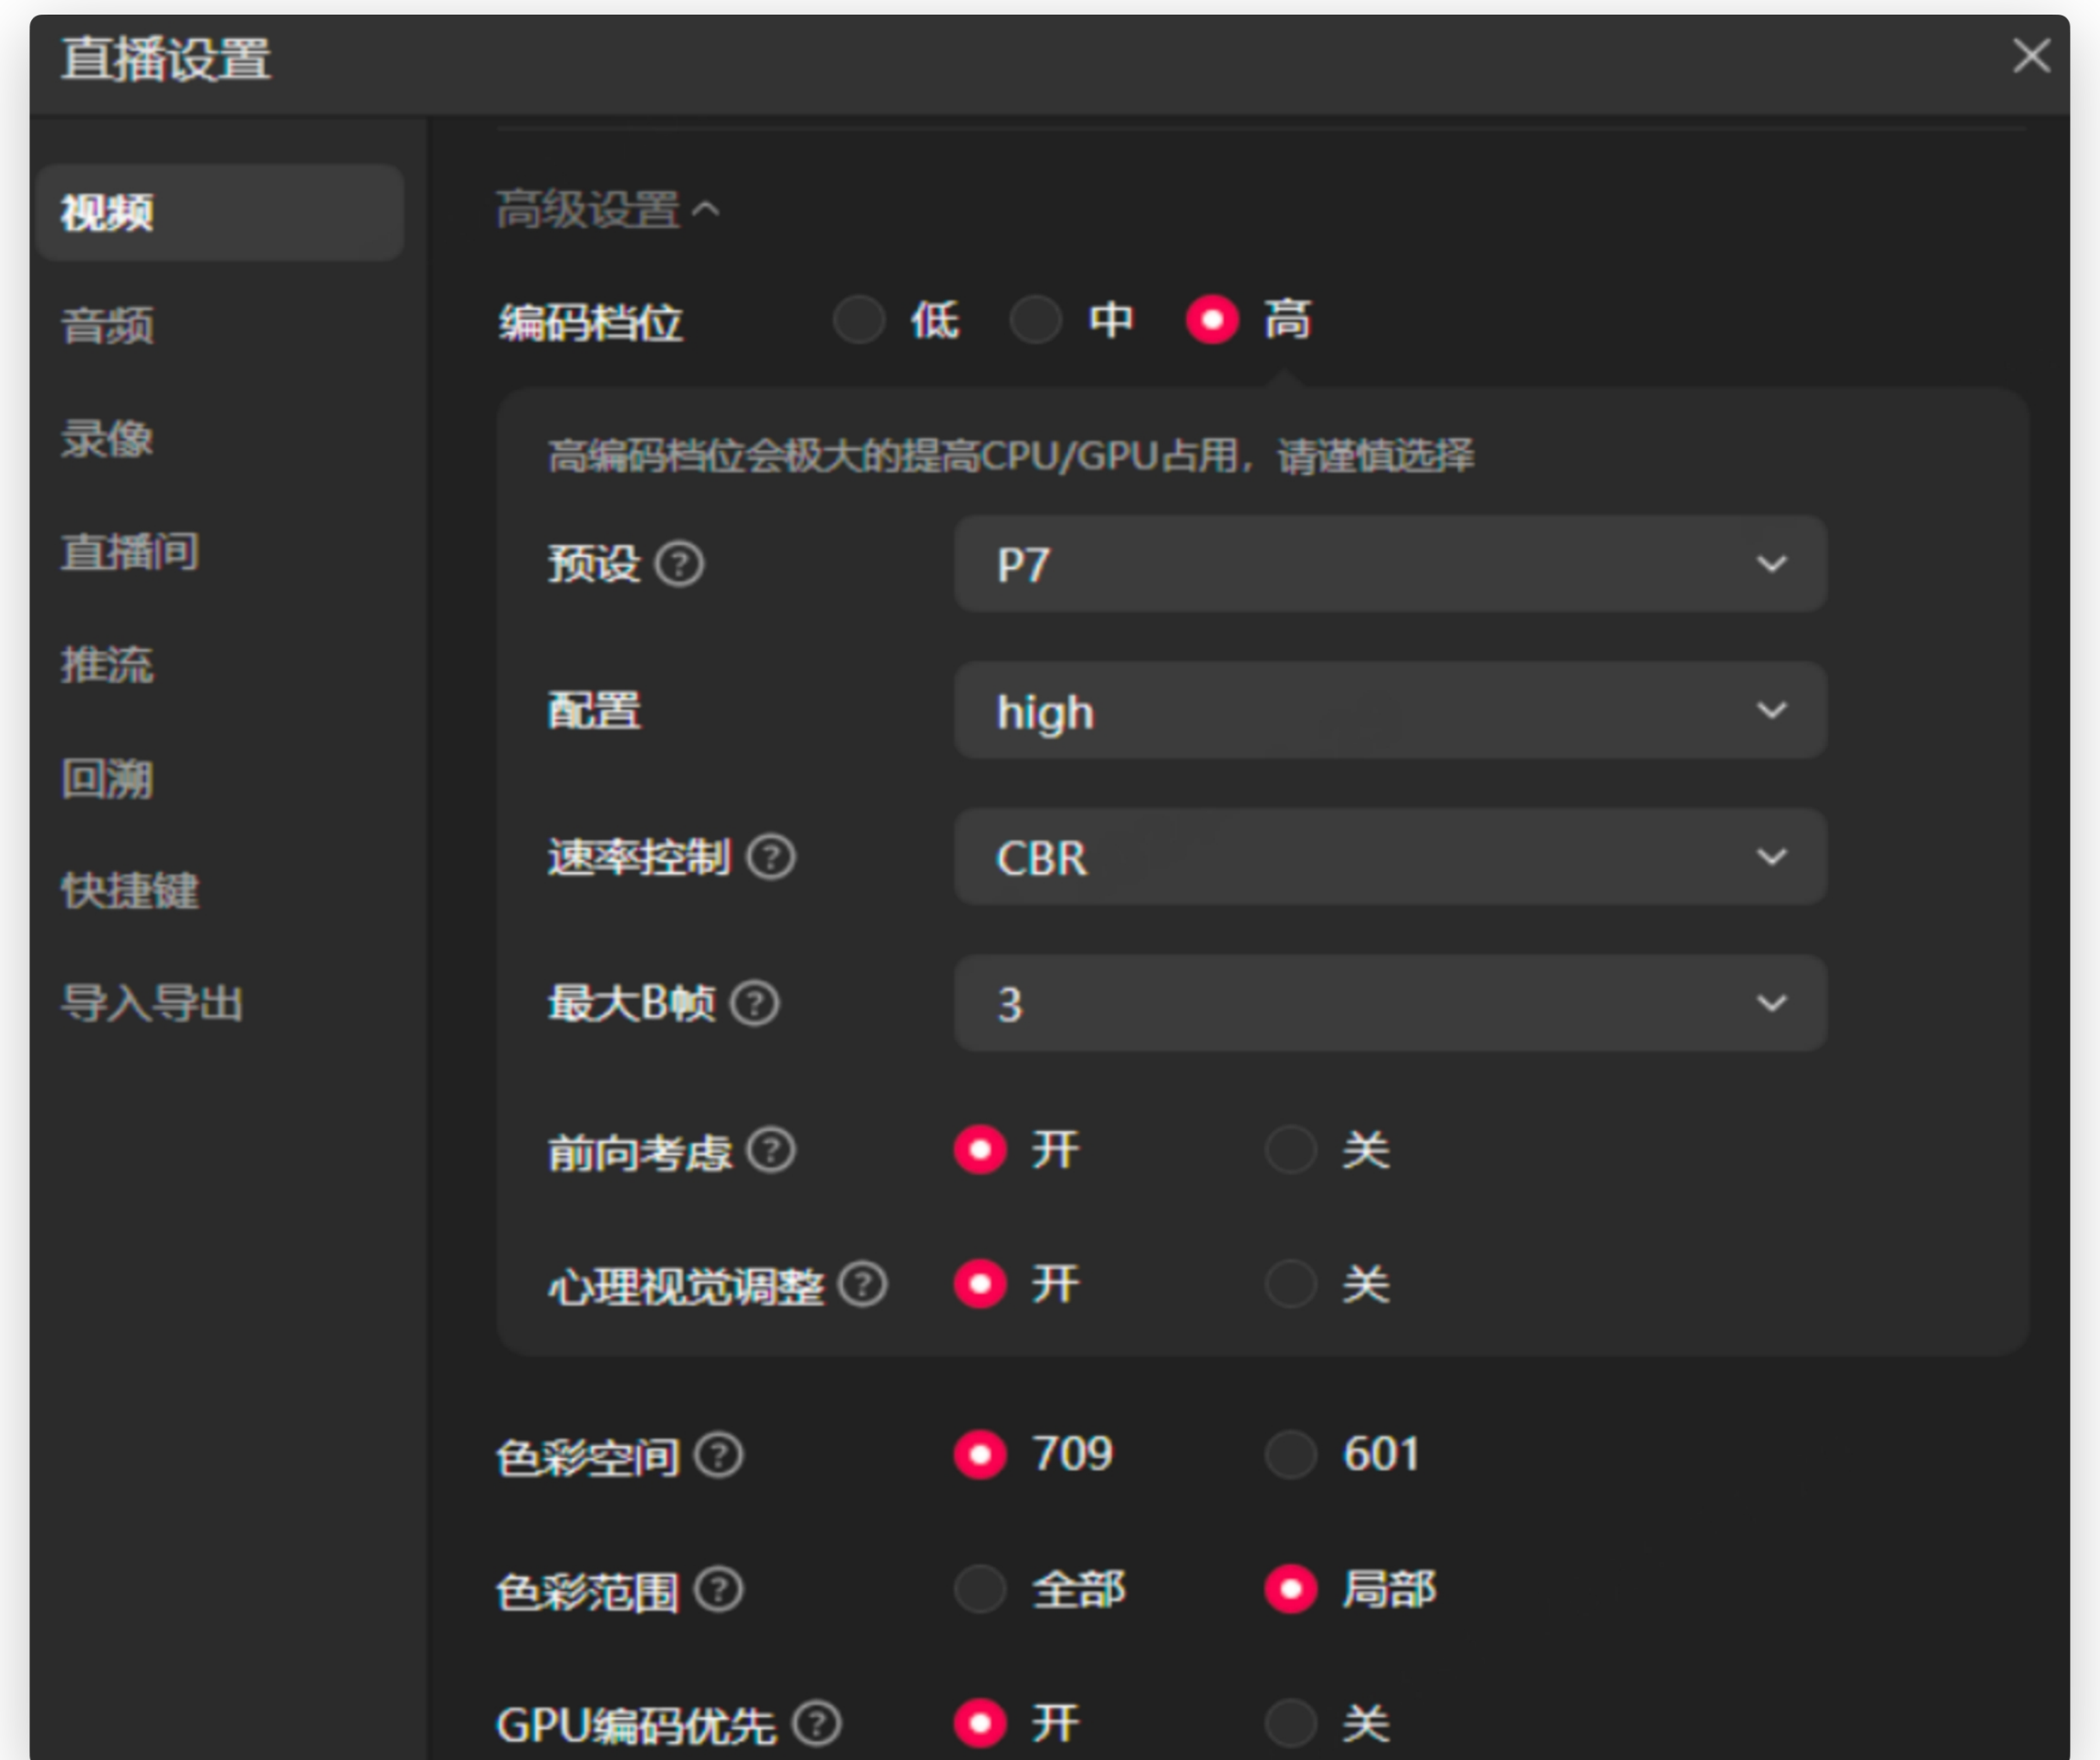 直播设置
视频
音频
录像
直播间
推流
回溯
快捷键
导入导出
高级设置
编码档位 低 中 高
高编码档位会极大的提高CPU/GPU占用，请谨慎选择
预设 ? P7
配置 high
速率控制 ? CBR
最大B帧 ? 3
前向考虑 ? 开 关
心理视觉调整 ? 开 关
色彩空间 ? 709 601
色彩范围 ? 全部 局部
GPU编码优先 ? 开 关